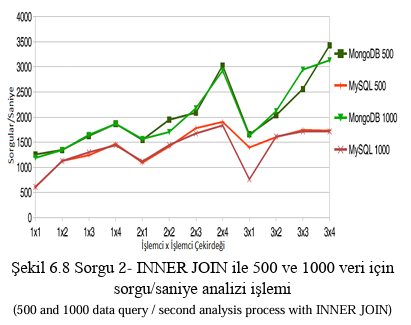 4000
3500
3000
2500
2000
1500
1000
500
0
Sorgular/Saniye
1x1 1x2 1x3 1x4 2x1 2x2 2x3 2x4 3x1 3x2 3x3 3x4
İşlemci x İşlemci Çekirdeği
MongoDB 500
MySQL 500
MongoDB 1000
MySQL 1000
Şekil 6.8 Sorgu 2- INNER JOIN ile 500 ve 1000 veri için
sorgu/saniye analizi işlemi
(500 and 1000 data query / second analysis process with INNER JOIN)